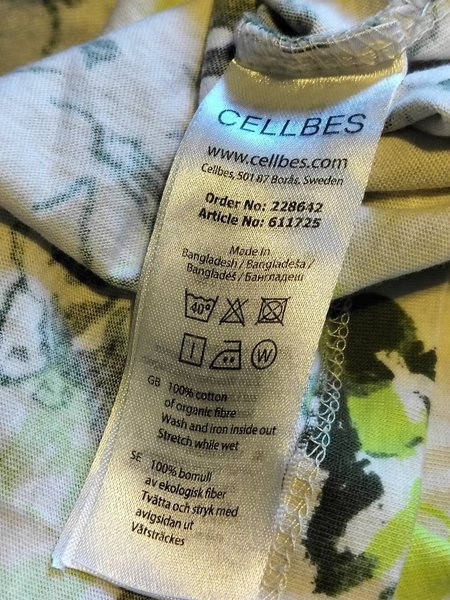 CELLBES
www.cellbes.com
Cellbes, 501 87 Borås, Sweden
Order No: 228642
Article No: 611725
Made In
Bangladesh / Bangladeša /
Bangladéš / Бангладеш
40°
W
GB 100% cotton
of organic fibre
Wash and iron inside out
Stretch while wet
SE 100% bomull
av ekologisk fiber
Tvätta och stryk med
avigsidan ut
Våtsträckes